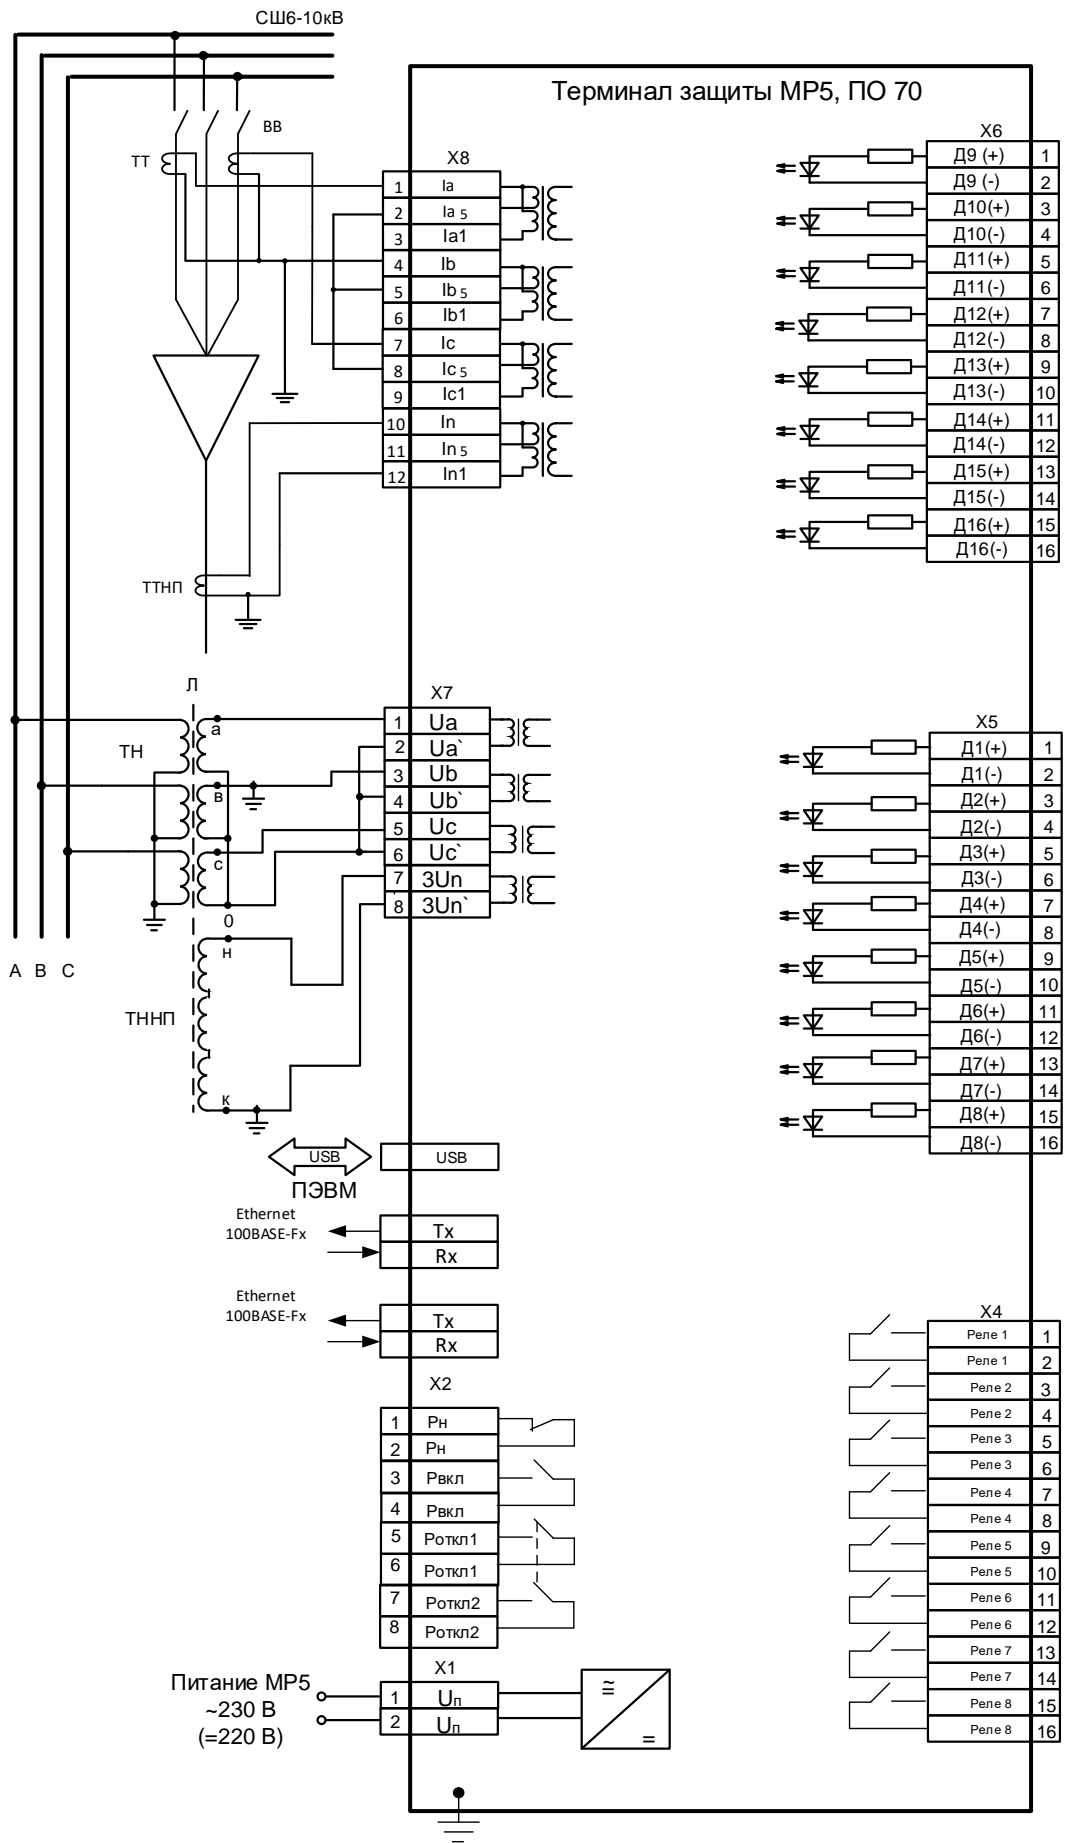 СШ6-10кВ
Терминал защиты МР5, ПО 70
ВВ
ТТ
X8
1 Ia
2 Ia 5
3 Ia1
4 Ib
5 Ib 5
6 Ib1
7 Ic
8 Ic 5
9 Ic1
10 In
11 In 5
12 In1
ТТНП
X6
Д9 (+) 1
Д9 (-) 2
Д10(+) 3
Д10(-) 4
Д11(+) 5
Д11(-) 6
Д12(+) 7
Д12(-) 8
Д13(+) 9
Д13(-) 10
Д14(+) 11
Д14(-) 12
Д15(+) 13
Д15(-) 14
Д16(+) 15
Д16(-) 16
Л
ТН
а
в
с
0
н
A B C
ТННП
к
X7
1 Ua
2 Ua`
3 Ub
4 Ub`
5 Uc
6 Uc`
7 3Un
8 3Un`
X5
Д1(+) 1
Д1(-) 2
Д2(+) 3
Д2(-) 4
Д3(+) 5
Д3(-) 6
Д4(+) 7
Д4(-) 8
Д5(+) 9
Д5(-) 10
Д6(+) 11
Д6(-) 12
Д7(+) 13
Д7(-) 14
Д8(+) 15
Д8(-) 16
USB
USB
ПЭВМ
Ethernet
100BASE-Fx
Tx
Rx
Ethernet
100BASE-Fx
Tx
Rx
X2
1 Рн
2 Рн
3 Рвкл
4 Рвкл
5 Роткл1
6 Роткл1
7 Роткл2
8 Роткл2
X4
Реле 1 1
Реле 1 2
Реле 2 3
Реле 2 4
Реле 3 5
Реле 3 6
Реле 4 7
Реле 4 8
Реле 5 9
Реле 5 10
Реле 6 11
Реле 6 12
Реле 7 13
Реле 7 14
Реле 8 15
Реле 8 16
X1
Питание МР5
~230 В
(=220 В)
1 Uп
2 Uп